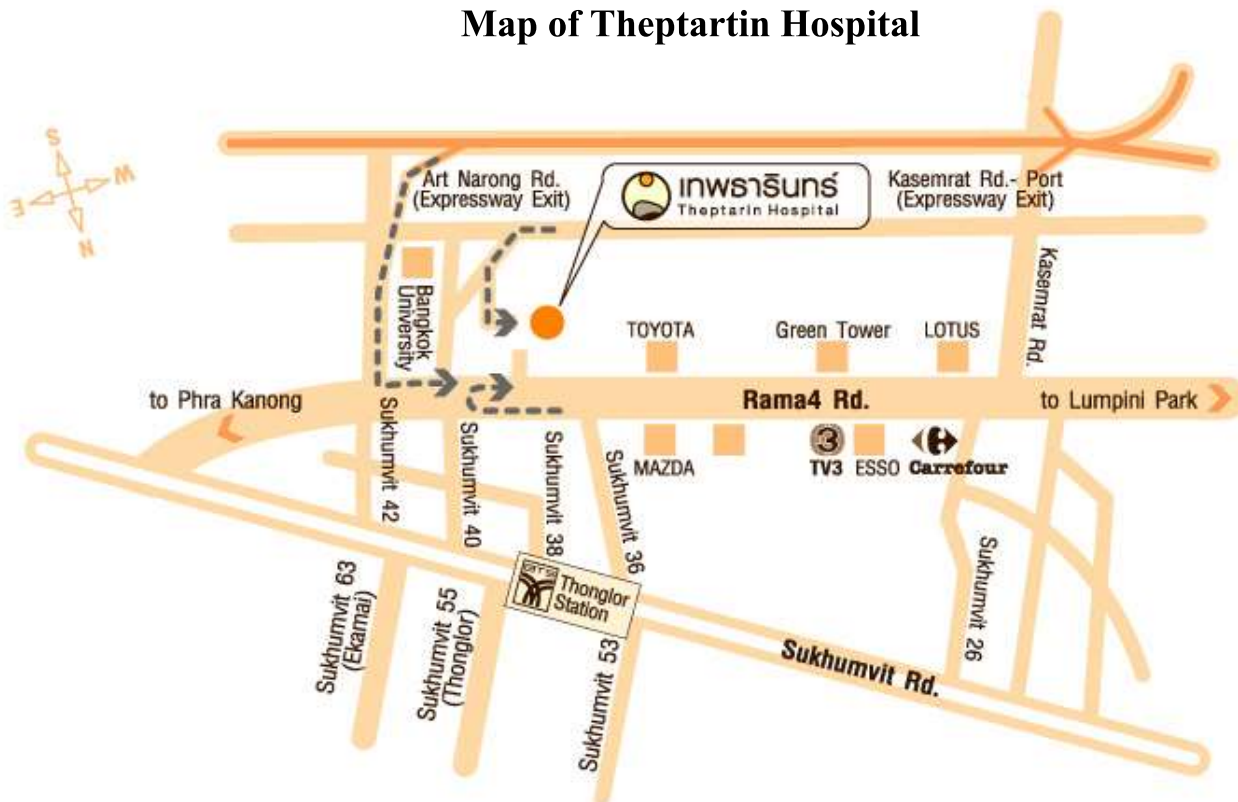 Map of Theptartin Hospital
S
W
E
N
Art Narong Rd.
(Expressway Exit)
เทพธารินทร์
Theptarin Hospital
Kasemrat Rd.- Port
(Expressway Exit)
Bangkok
University
Kasemrat Rd.
TOYOTA
Green Tower
LOTUS
to Phra Kanong
Rama4 Rd.
to Lumpini Park
Sukhumvit 42
Sukhumvit 40
Sukhumvit 38
Sukhumvit 36
MAZDA
3
TV3
ESSO
Carrefour
Sukhumvit 26
BTS
Thonglor
Station
Sukhumvit 63
(Ekamai)
Sukhumvit 55
(Thonglor)
Sukhumvit 53
Sukhumvit Rd.